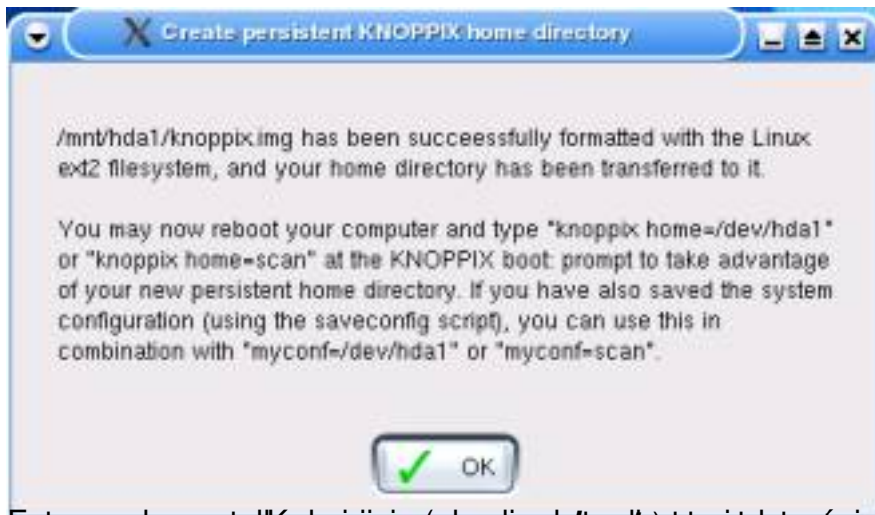 Create persistent KNOPPIX home directory
/mnt/hda1/knoppix.img has been succeessfully formatted with the Linux
ext2 filesystem, and your home directory has been transferred to it.
You may now reboot your computer and type "knoppix home=/dev/hda1"
or "knoppix home=scan" at the KNOPPIX boot: prompt to take advantage
of your new persistent home directory. If you have also saved the system
configuration (using the saveconfig script), you can use this in
combination with "myconf=/dev/hda1" or "myconf=scan".
OK